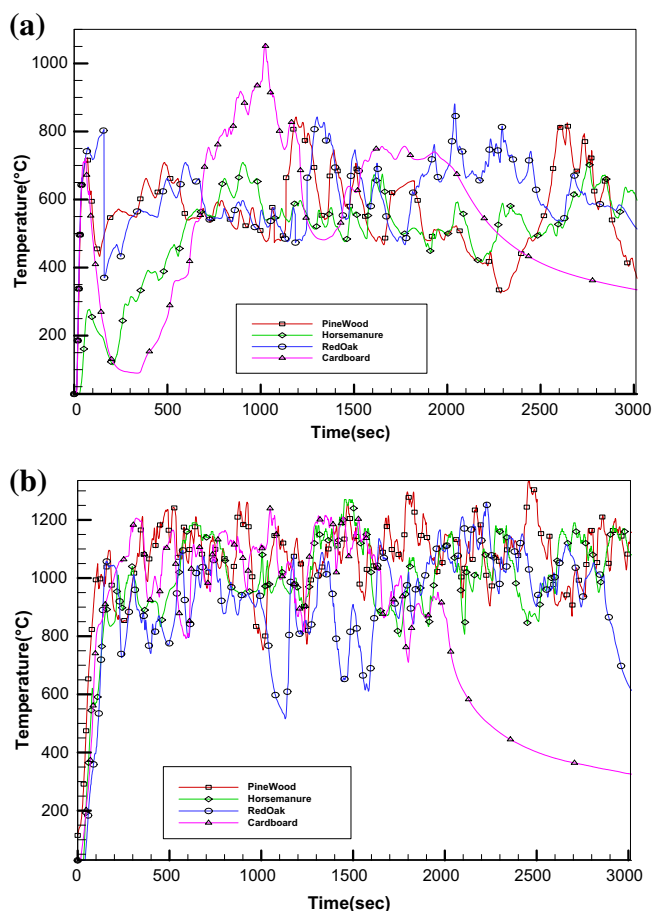 (a)
1000
800
600
400
200
0
500
1000
1500
2000
2500
3000
Temperature(°C)
Time(sec)
PineWood
Horsemanure
RedOak
Cardboard
(b)
1200
1000
800
600
400
200
0
500
1000
1500
2000
2500
3000
Temperature(°C)
Time(sec)
PineWood
Horsemanure
RedOak
Cardboard